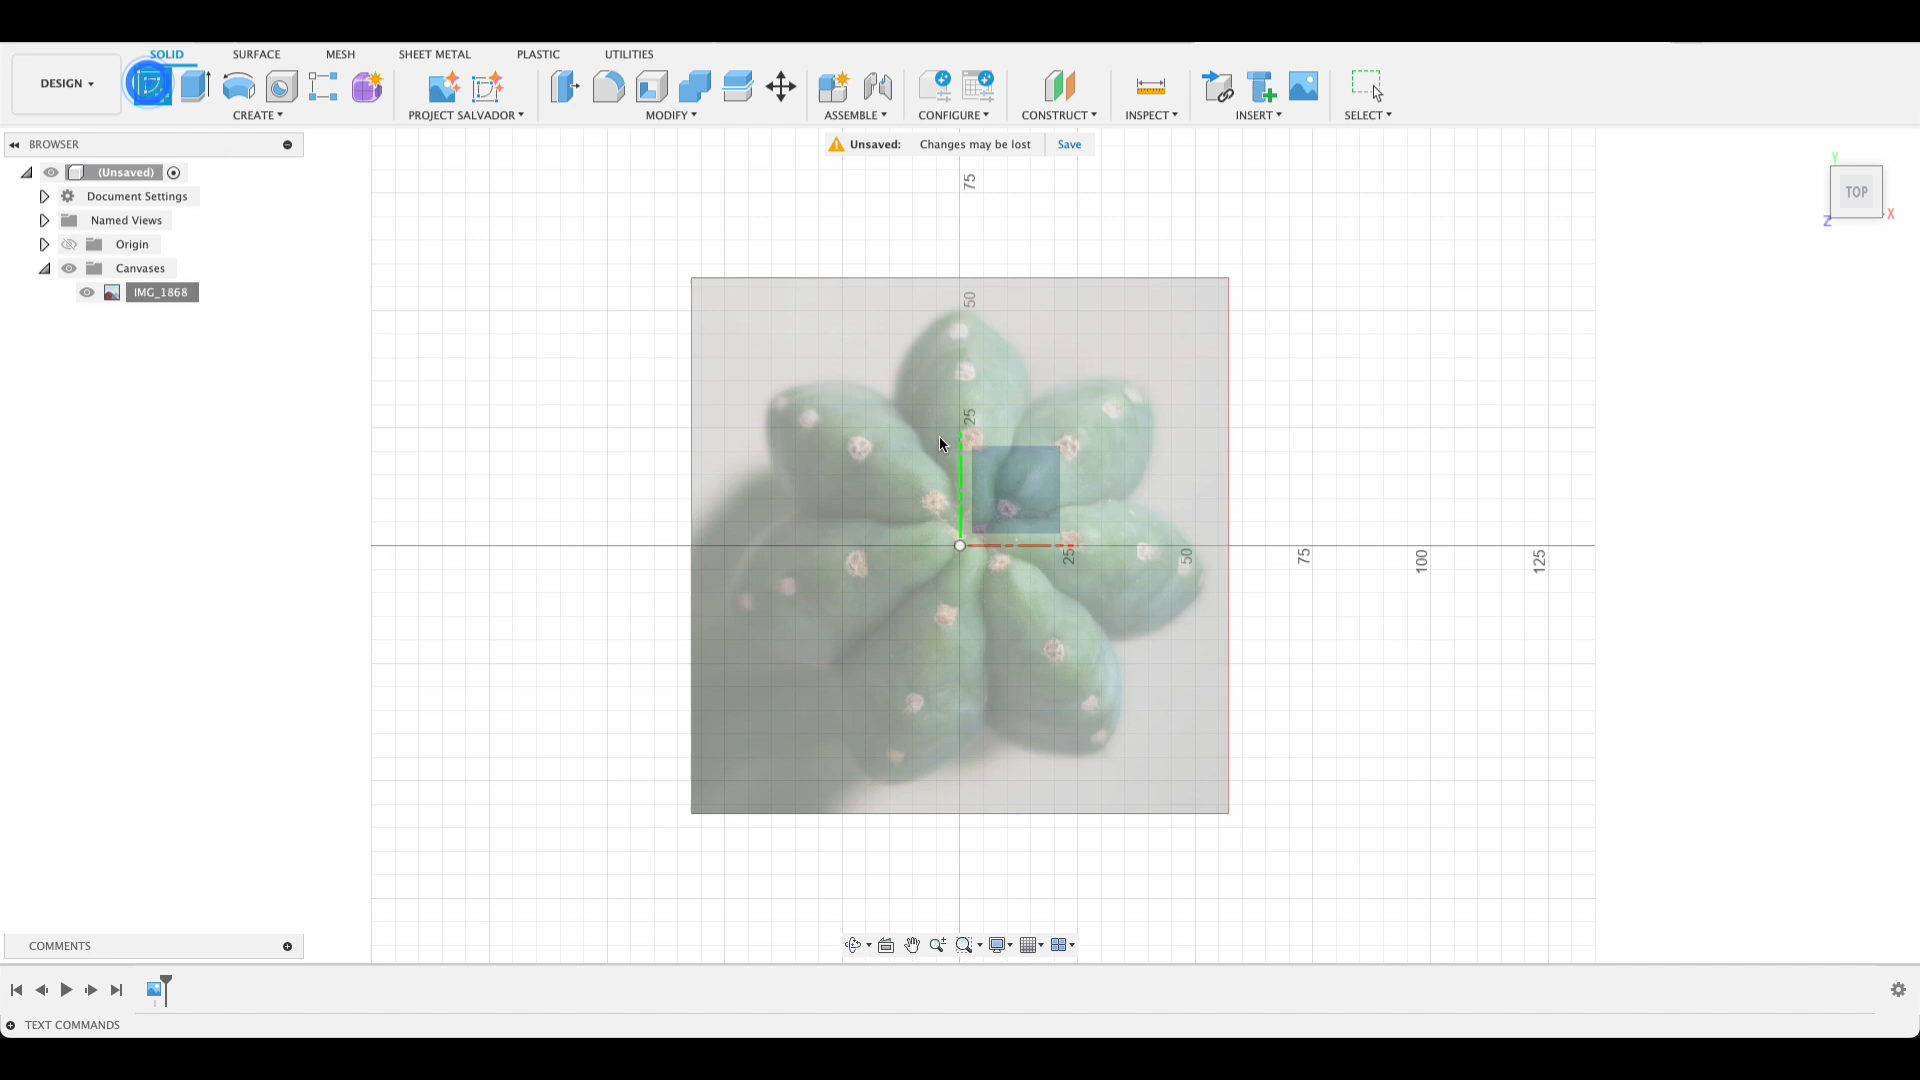 SOLID SURFACE MESH SHEET METAL PLASTIC UTILITIES
DESIGN
CREATE PROJECT SALVADOR MODIFY ASSEMBLE CONFIGURE CONSTRUCT INSPECT INSERT SELECT
BROWSER
Unsaved: Changes may be lost Save
(Unsaved)
Document Settings
Named Views
Origin
Canvases
IMG_1868
75
50
25
25
50
75
100
125
Y
TOP
X
Z
COMMENTS
TEXT COMMANDS